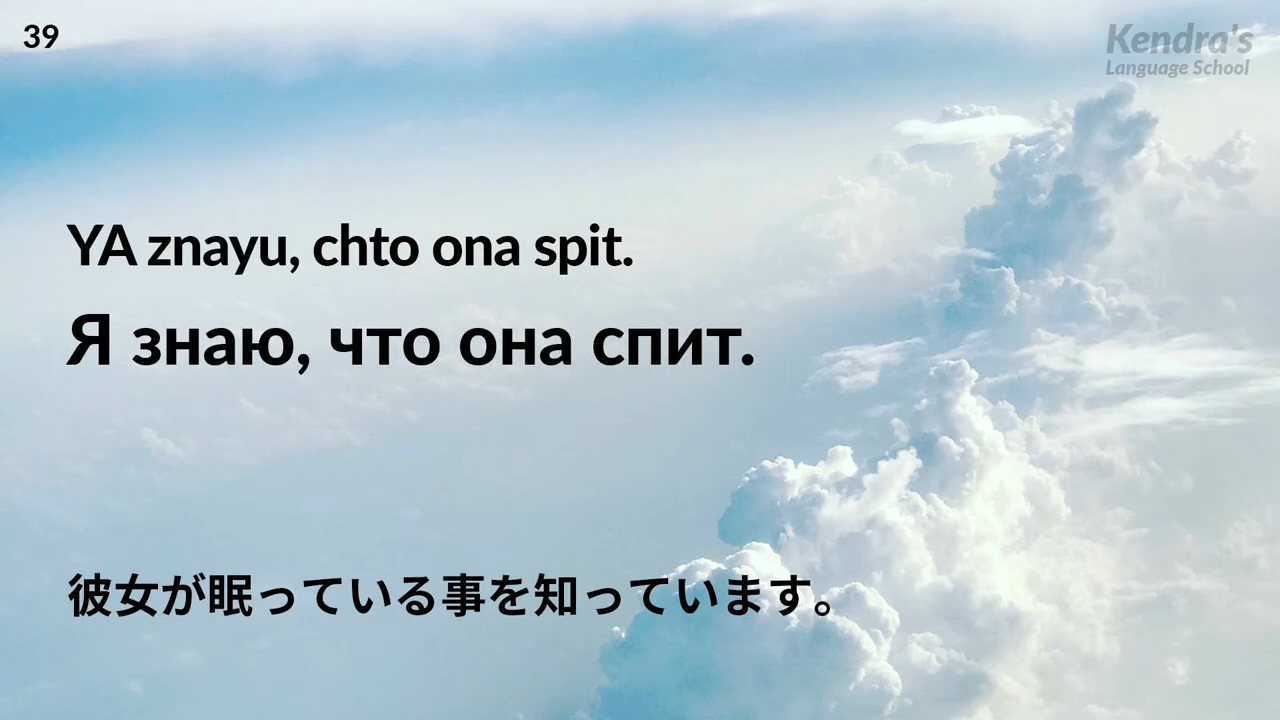 39
Kendra's
Language School
YA znayu, chto ona spit.
Я знаю, что она спит.
彼女が眠っている事を知っています。